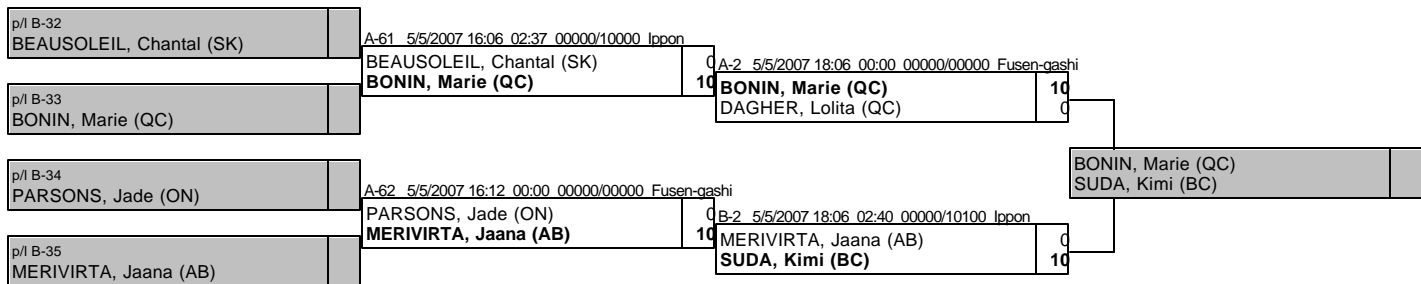 p/l B-32
BEAUSOLEIL, Chantal (SK)
A-61 5/5/2007 16:06 02:37 00000/10000 Ippon
BEAUSOLEIL, Chantal (SK) 0
BONIN, Marie (QC) 10
p/l B-33
BONIN, Marie (QC)
A-2 5/5/2007 18:06 00:00 00000/00000 Fusen-gashi
BONIN, Marie (QC) 10
DAGHER, Lolita (QC) 0
p/l B-34
PARSONS, Jade (ON)
A-62 5/5/2007 16:12 00:00 00000/00000 Fusen-gashi
PARSONS, Jade (ON) 0
MERIVIRTA, Jaana (AB) 10
p/l B-35
MERIVIRTA, Jaana (AB)
B-2 5/5/2007 18:06 02:40 00000/10100 Ippon
MERIVIRTA, Jaana (AB) 0
SUDA, Kimi (BC) 10
BONIN, Marie (QC)
SUDA, Kimi (BC)